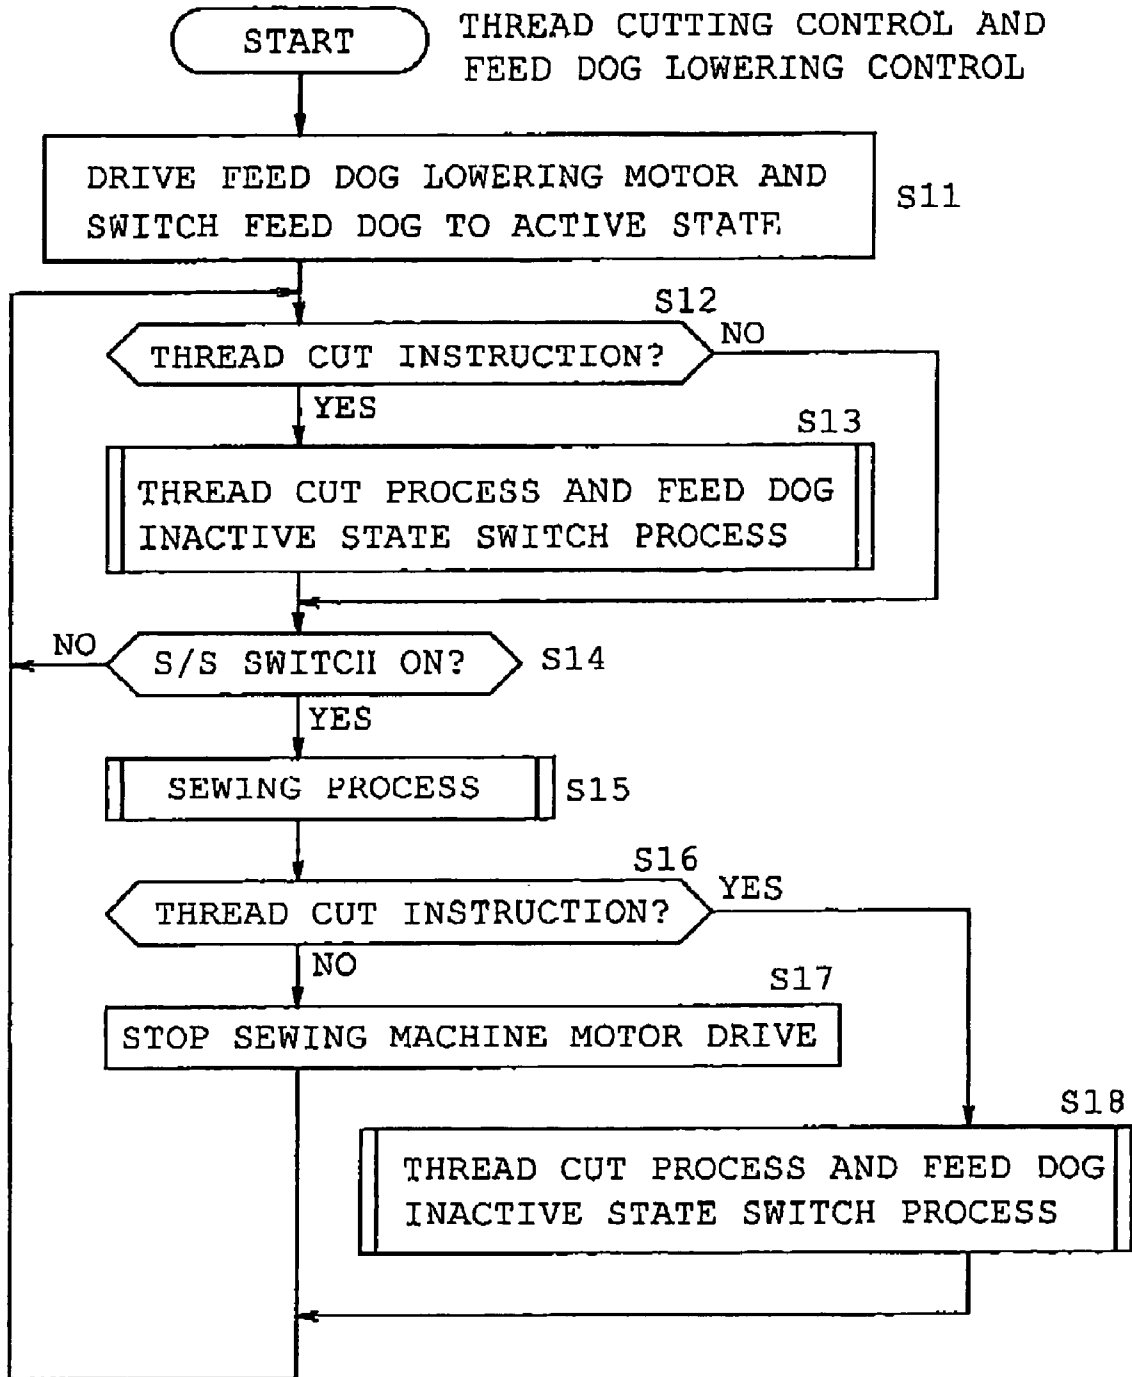 START
THREAD CUTTING CONTROL AND
FEED DOG LOWERING CONTROL
DRIVE FEED DOG LOWERING MOTOR AND
SWITCH FEED DOG TO ACTIVE STATE
S11
S12
THREAD CUT INSTRUCTION?
NO
YES
S13
THREAD CUT PROCESS AND FEED DOG
INACTIVE STATE SWITCH PROCESS
NO
S/S SWITCH ON?
S14
YES
SEWING PROCESS
S15
S16
THREAD CUT INSTRUCTION?
YES
NO
S17
STOP SEWING MACHINE MOTOR DRIVE
S18
THREAD CUT PROCESS AND FEED DOG
INACTIVE STATE SWITCH PROCESS